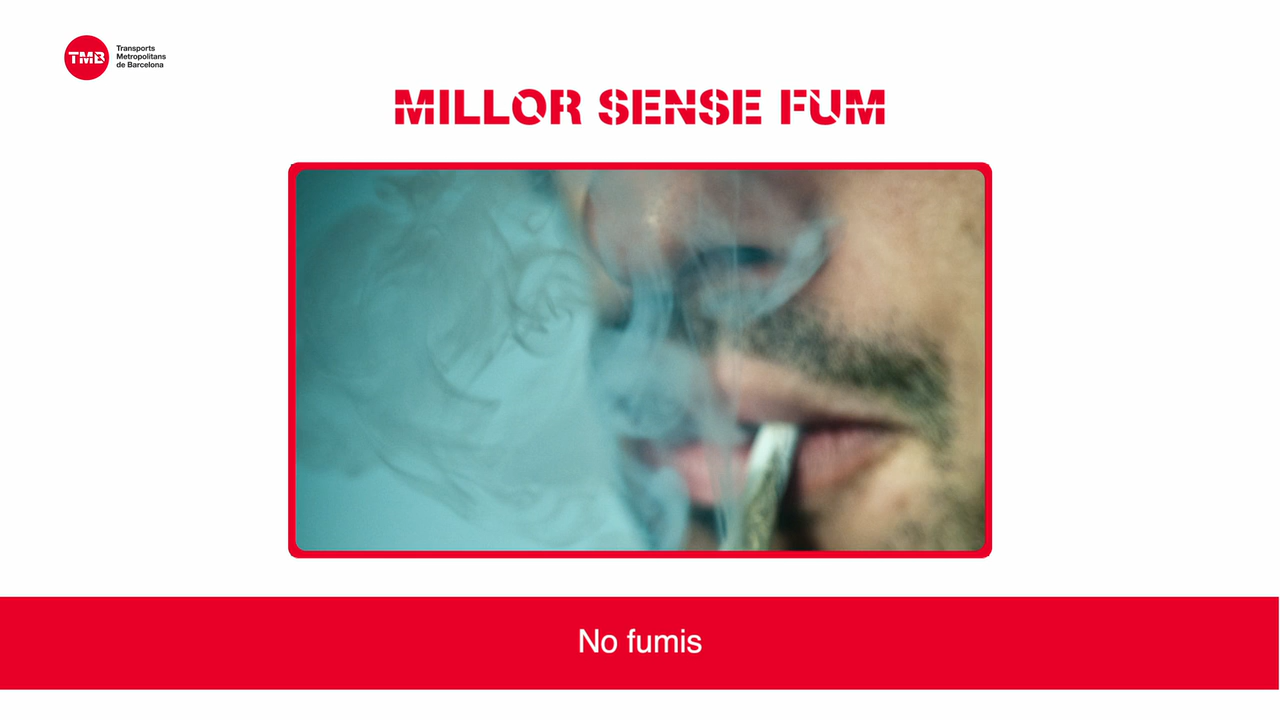 TMB
Transports
Metropolitans
de Barcelona
MILLOR SENSE FUM
No fumis